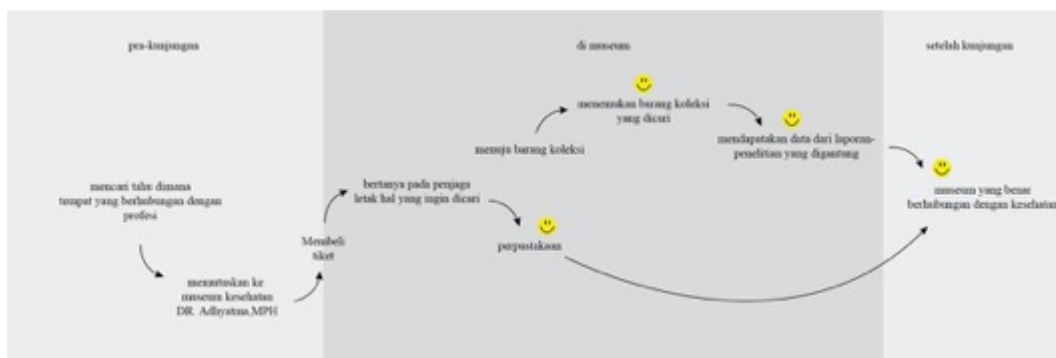 pra-kunjungan
di museum
setelah kunjungan
mencari tahu dimana
tempat yang berhubungan dengan
profesi
memutuskan ke
museum kesehatan
DR. Adhyatma,MPH
Membeli
tiket
bertanya pada penjaga
letak hal yang ingin dicari
menuju barang koleksi
menemukan barang koleksi
yang dicari
mendapatakan data dari laporan-
penelitian yang digantung
perpustakaan
museum yang benar
berhubungan dengan kesehatan